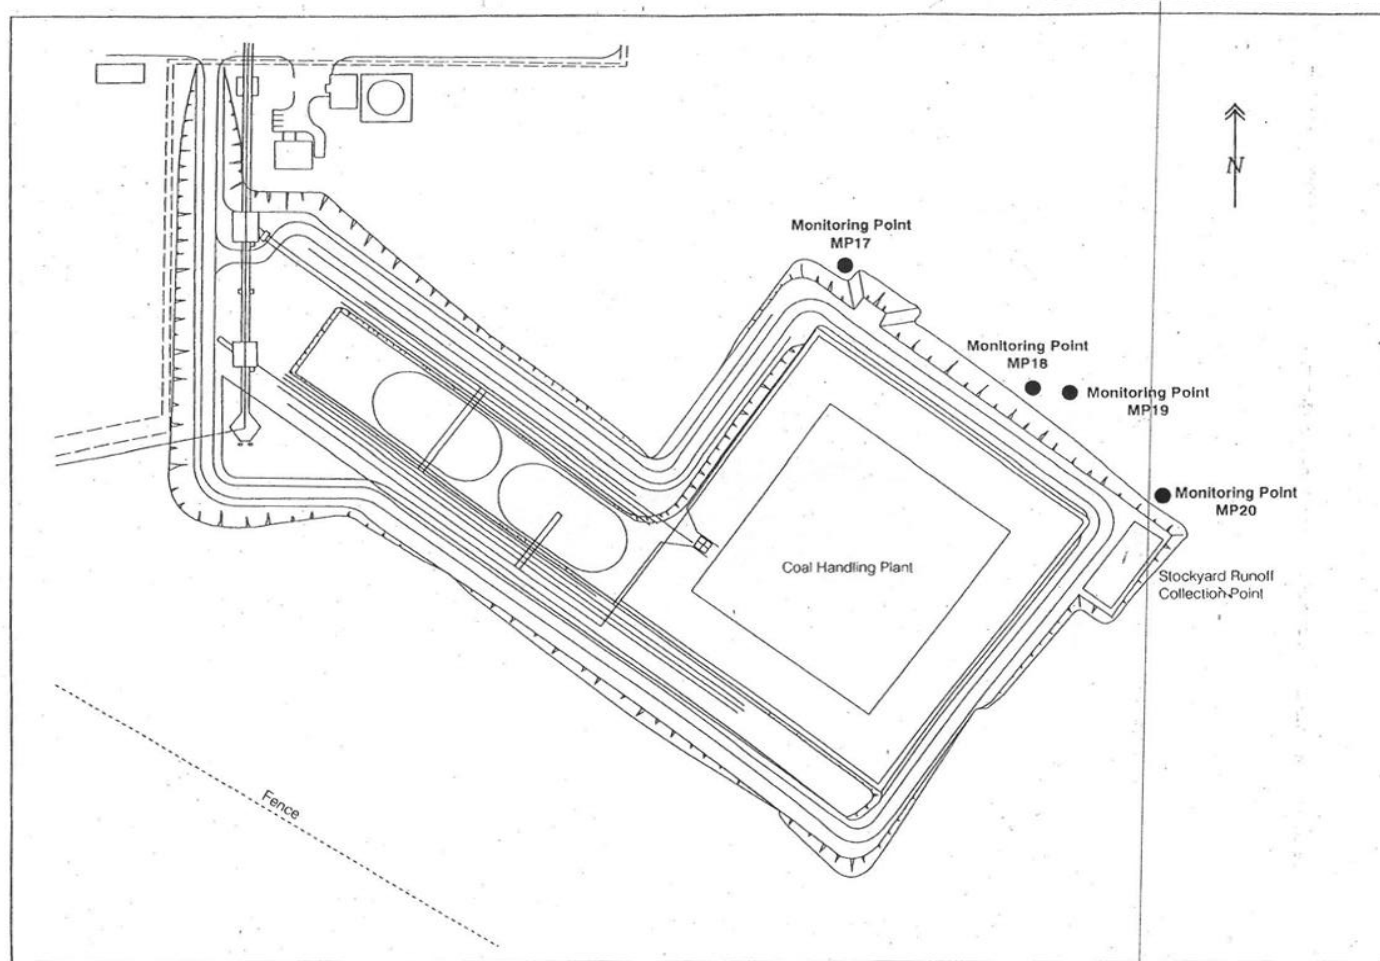 N
Monitoring Point
MP17
Monitoring Point
MP18
Monitoring Point
MP19
Monitoring Point
MP20
Coal Handling Plant
Stockyard Runoff
Collection Point
Fence